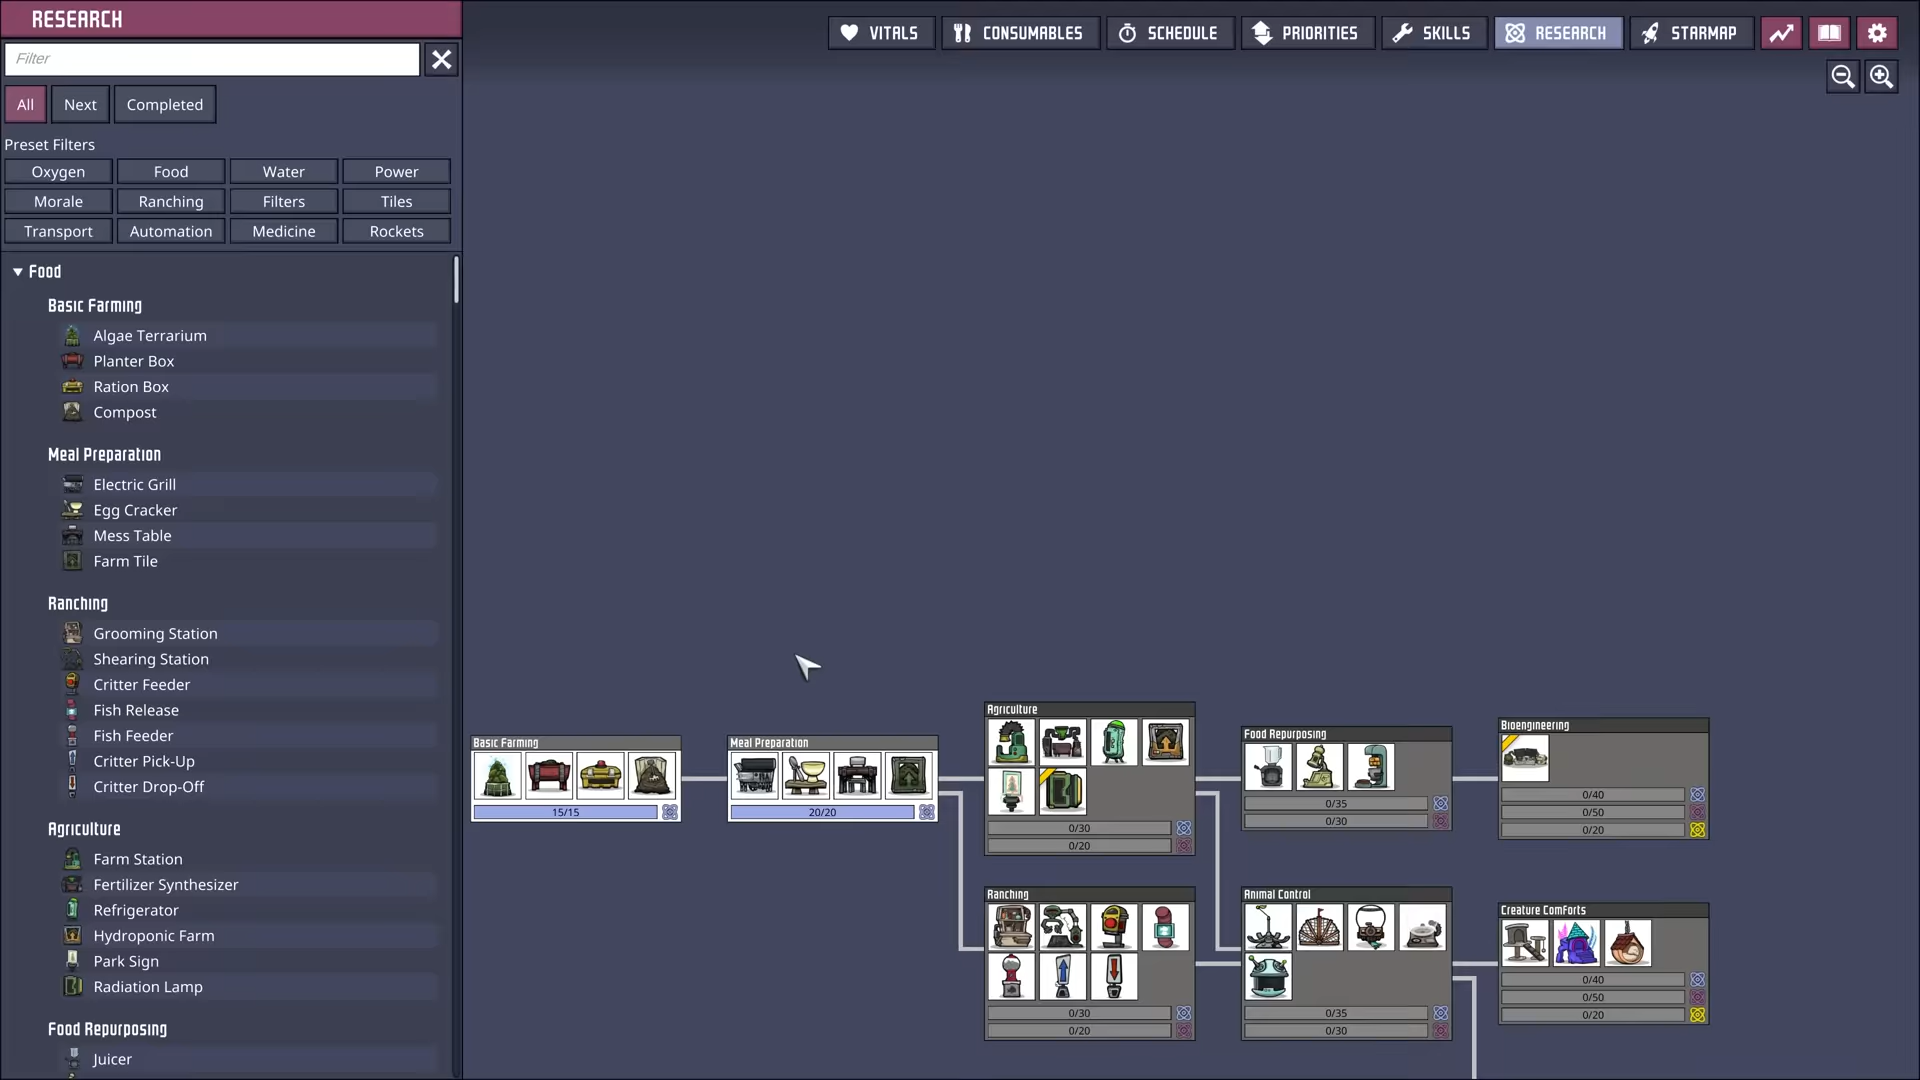 RESEARCH
VITALS
CONSUMABLES
SCHEDULE
PRIORITIES
SKILLS
RESEARCH
STARMAP
Filter
All
Next
Completed
Preset Filters
Oxygen
Food
Water
Power
Morale
Ranching
Filters
Tiles
Transport
Automation
Medicine
Rockets
Food
Basic Farming
Algae Terrarium
Planter Box
Ration Box
Compost
Meal Preparation
Electric Grill
Egg Cracker
Mess Table
Farm Tile
Ranching
Grooming Station
Shearing Station
Critter Feeder
Fish Release
Fish Feeder
Critter Pick-Up
Critter Drop-Off
Agriculture
Farm Station
Fertilizer Synthesizer
Refrigerator
Hydroponic Farm
Park Sign
Radiation Lamp
Food Repurposing
Juicer
Basic Farming
15/15
Meal Preparation
20/20
Agriculture
0/30
0/20
Food Repurposing
0/35
0/30
Bioengineering
0/40
0/50
0/20
Ranching
0/30
0/20
Animal Control
0/35
0/30
Creature Comforts
0/40
0/50
0/20